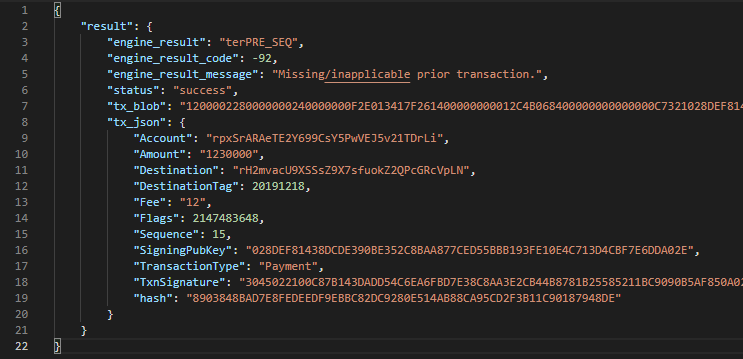 1 {
2 "result": {
3 "engine_result": "terPRE_SEQ",
4 "engine_result_code": -92,
5 "engine_result_message": "Missing/inapplicable prior transaction.",
6 "status": "success",
7 "tx_blob": "1200002280000000240000000F2E013417F261400000000012C4B068400000000000000C7321028DEF814
8 "tx_json": {
9 "Account": "rpxSrARAeTE2Y699CsY5PwVEJ5v21TDrLi",
10 "Amount": "1230000",
11 "Destination": "rH2mvacU9XSSsZ9X7sfuokZ2QPcGRcVpLN",
12 "DestinationTag": 20191218,
13 "Fee": "12",
14 "Flags": 2147483648,
15 "Sequence": 15,
16 "SigningPubKey": "028DEF81438DCDE390BE352C8BAA877CED55BBB193FE10E4C713D4CBF7E6DDA02E",
17 "TransactionType": "Payment",
18 "TxnSignature": "3045022100C87B143DADD54C6EA6FBD7E38C8AA3E2CB44B8781B25585211BC9090B5AF850A02
19 "hash": "8903848BAD7E8FEDEEDF9EBBC82DC9280E514AB88CA95CD2F3B11C90187948DE"
20 }
21 }
22 }